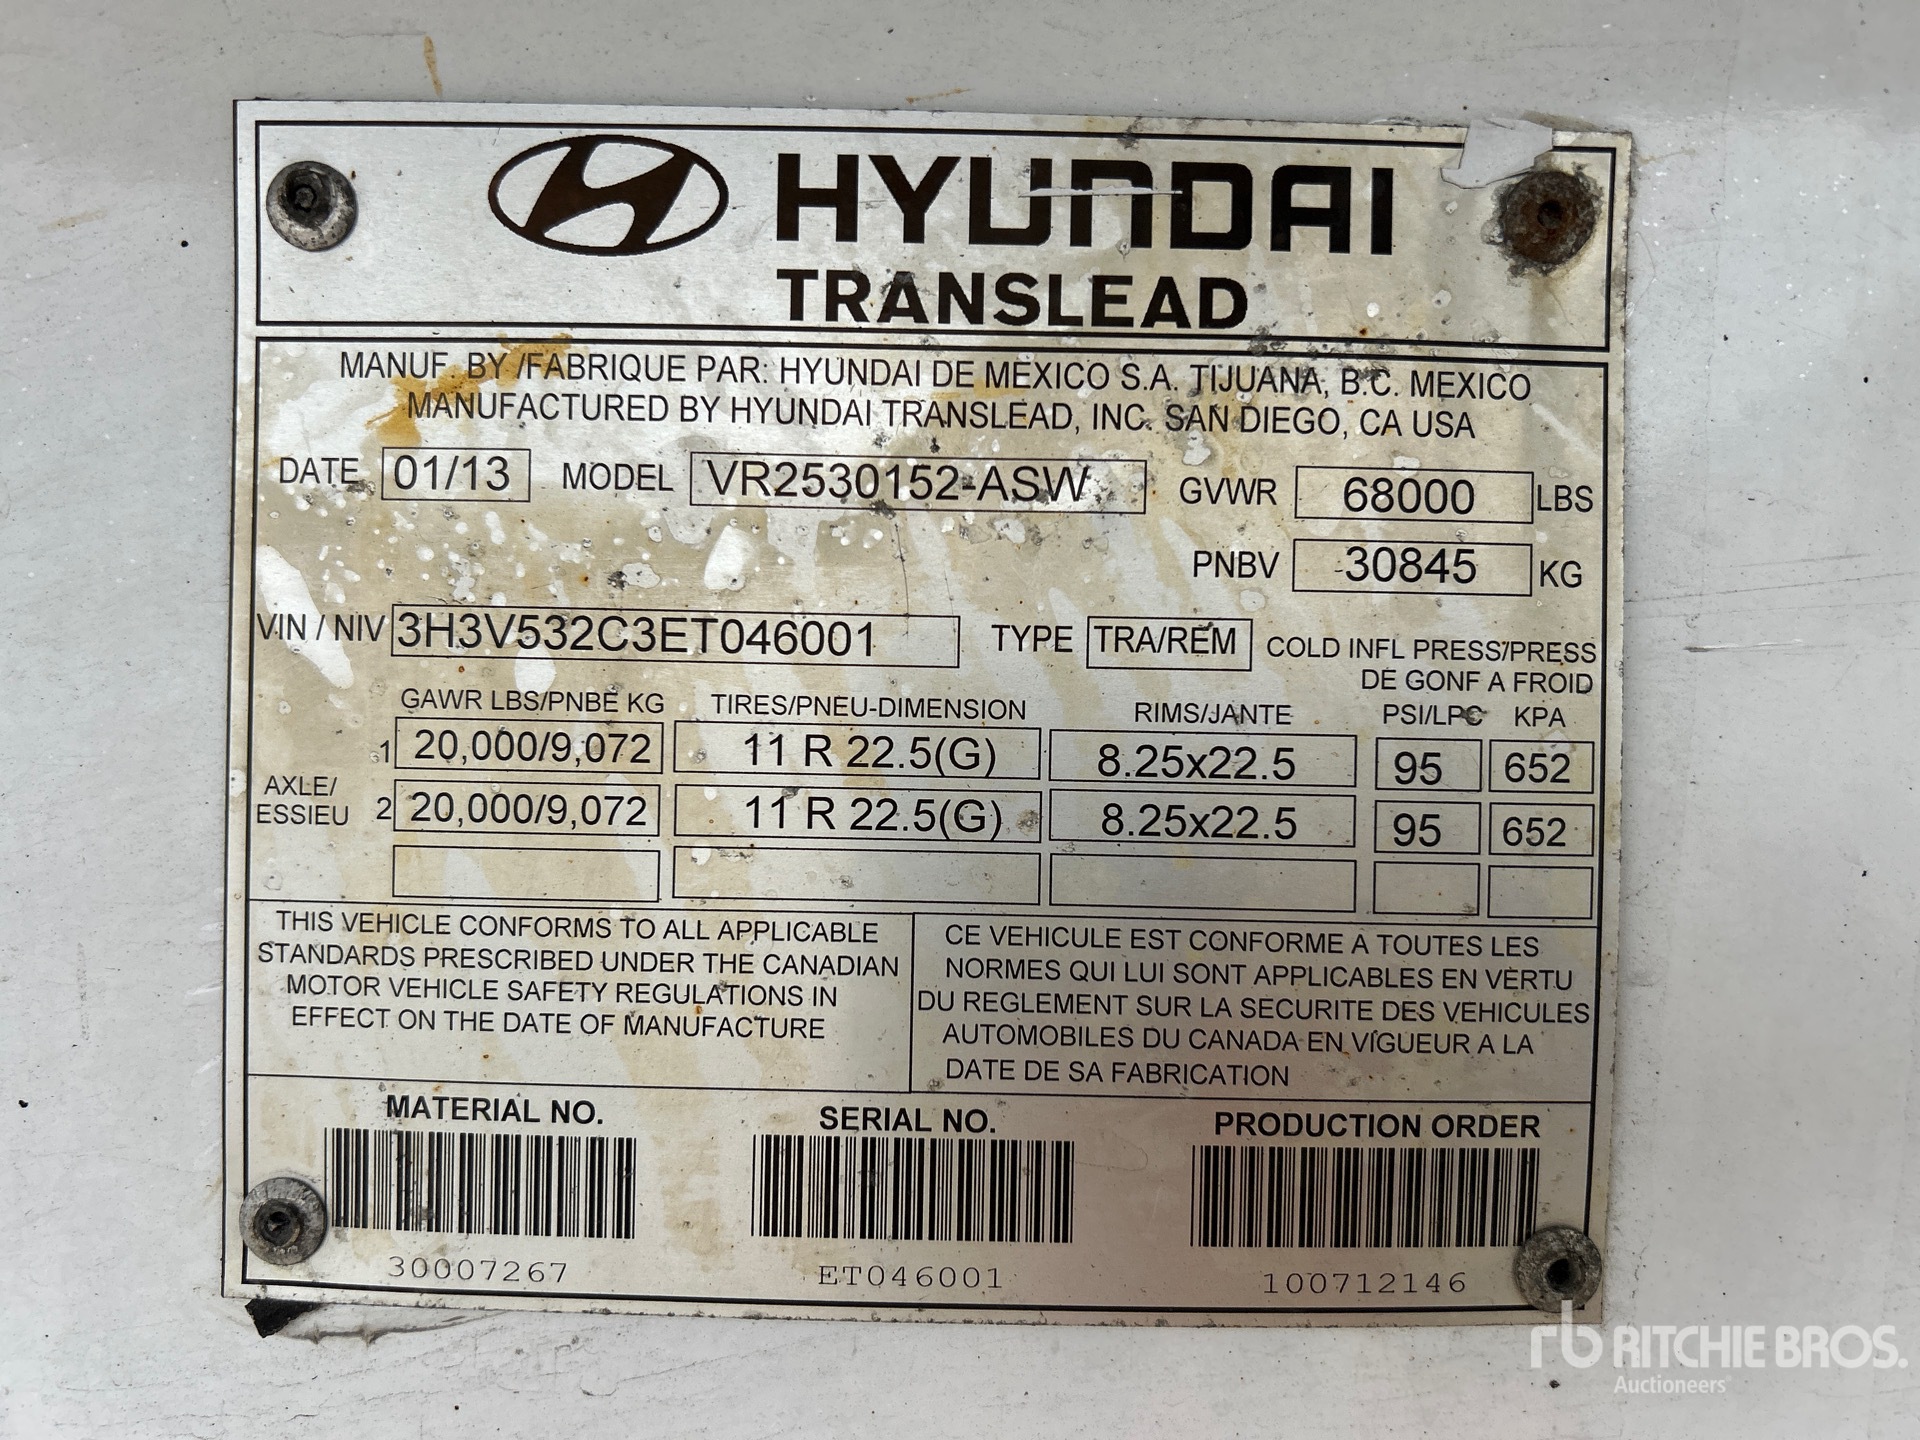 HYUNDAI
TRANSLEAD
MANUF. BY /FABRIQUE PAR: HYUNDAI DE MEXICO S.A. TIJUANA, B.C. MEXICO
MANUFACTURED BY HYUNDAI TRANSLEAD, INC. SAN DIEGO, CA USA
DATE 01/13 MODEL VR2530152-ASW GVWR 68000 LBS
PNBV 30845 KG
VIN / NIV 3H3V532C3ET046001 TYPE TRA/REM COLD INFL PRESS/PRESS
DE GONF A FROID
GAWR LBS/PNBE KG TIRES/PNEU-DIMENSION RIMS/JANTE PSI/LPC KPA
1 20,000/9,072 11 R 22.5(G) 8.25x22.5 95 652
AXLE/
ESSIEU 2 20,000/9,072 11 R 22.5(G) 8.25x22.5 95 652
THIS VEHICLE CONFORMS TO ALL APPLICABLE
STANDARDS PRESCRIBED UNDER THE CANADIAN
MOTOR VEHICLE SAFETY REGULATIONS IN
EFFECT ON THE DATE OF MANUFACTURE
CE VEHICULE EST CONFORME A TOUTES LES
NORMES QUI LUI SONT APPLICABLES EN VERTU
DU REGLEMENT SUR LA SECURITE DES VEHICULES
AUTOMOBILES DU CANADA EN VIGUEUR A LA
DATE DE SA FABRICATION
MATERIAL NO. SERIAL NO. PRODUCTION ORDER
30007267 ET046001 100712146
rb RITCHIE BROS.
Auctioneers